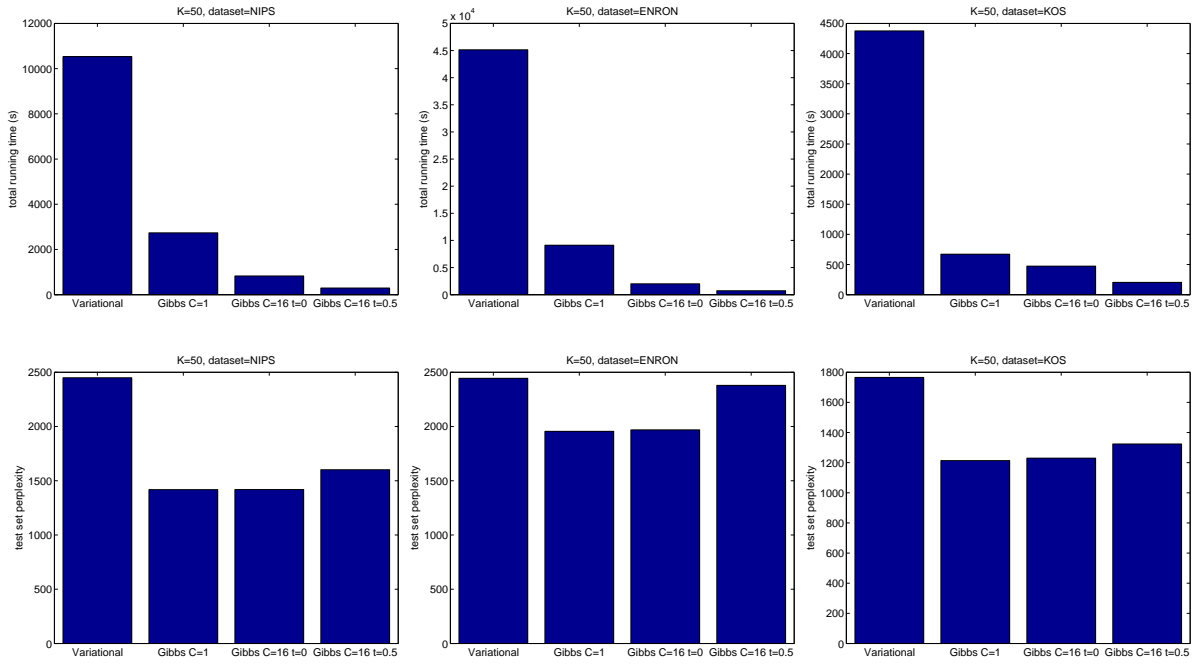 K=50, dataset=NIPS
12000
10000
8000
6000
4000
2000
0
total running time (s)
Variational Gibbs C=1 Gibbs C=16 t=0 Gibbs C=16 t=0.5
K=50, dataset=ENRON
x 10⁴
5
4.5
4
3.5
3
2.5
2
1.5
1
0.5
0
total running time (s)
Variational Gibbs C=1 Gibbs C=16 t=0 Gibbs C=16 t=0.5
K=50, dataset=KOS
4500
4000
3500
3000
2500
2000
1500
1000
500
0
total running time (s)
Variational Gibbs C=1 Gibbs C=16 t=0 Gibbs C=16 t=0.5
K=50, dataset=NIPS
2500
2000
1500
1000
500
0
test set perplexity
Variational Gibbs C=1 Gibbs C=16 t=0 Gibbs C=16 t=0.5
K=50, dataset=ENRON
2500
2000
1500
1000
500
0
test set perplexity
Variational Gibbs C=1 Gibbs C=16 t=0 Gibbs C=16 t=0.5
K=50, dataset=KOS
1800
1600
1400
1200
1000
800
600
400
200
0
test set perplexity
Variational Gibbs C=1 Gibbs C=16 t=0 Gibbs C=16 t=0.5